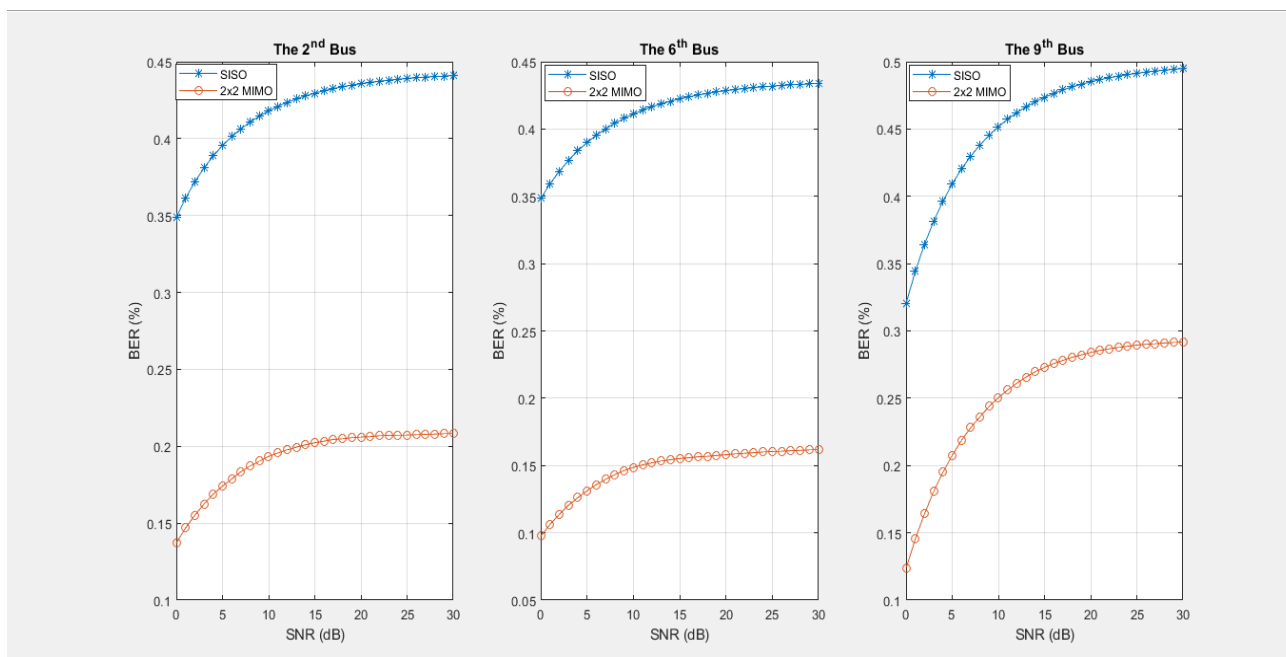 The 2nd Bus
SISO
2x2 MIMO
BER (%)
0.45
0.4
0.35
0.3
0.25
0.2
0.15
0.1
0 5 10 15 20 25 30
SNR (dB)
The 6th Bus
SISO
2x2 MIMO
BER (%)
0.45
0.4
0.35
0.3
0.25
0.2
0.15
0.1
0.05
0 5 10 15 20 25 30
SNR (dB)
The 9th Bus
SISO
2x2 MIMO
BER (%)
0.5
0.45
0.4
0.35
0.3
0.25
0.2
0.15
0.1
0 5 10 15 20 25 30
SNR (dB)